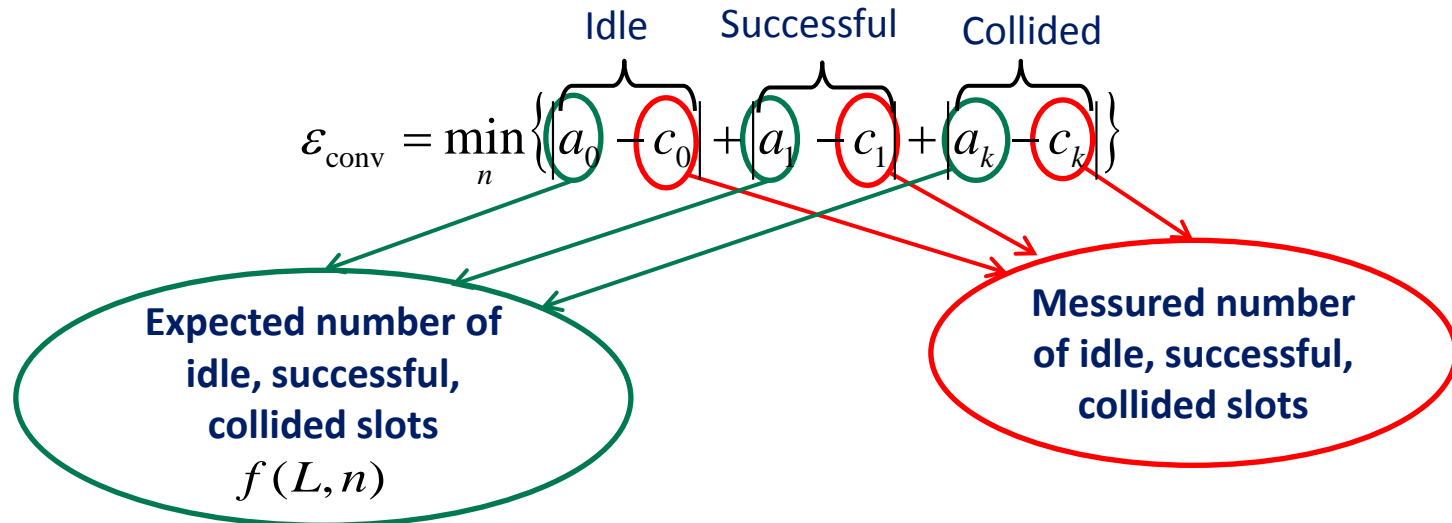 Idle Successful Collided
ε_conv = min_n {|a_0 − c_0| + |a_1 − c_1| + |a_k − c_k|}
Expected number of
idle, successful,
collided slots
f(L,n)
Messured number
of idle, successful,
collided slots